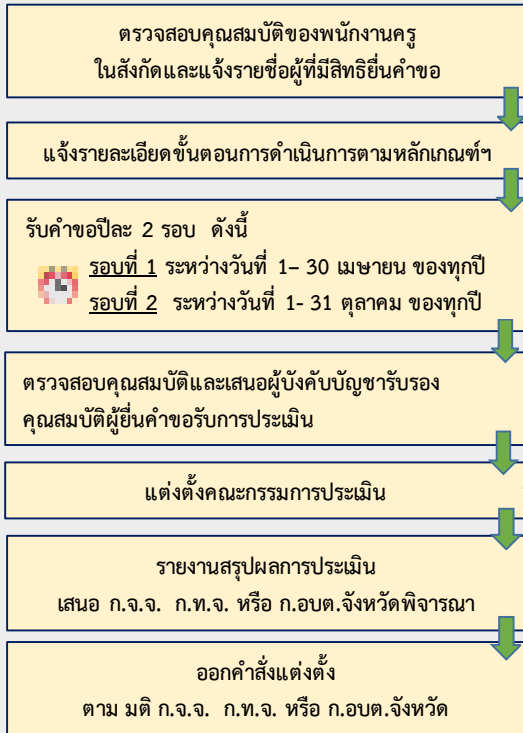 ตรวจสอบคุณสมบัติของพนักงานครู
ในสังกัดและแจ้งรายชื่อผู้ที่มีสิทธิยื่นคำขอ
แจ้งรายละเอียดขั้นตอนการดำเนินการตามหลักเกณฑ์ฯ
รับคำขอปีละ 2 รอบ ดังนี้
รอบที่ 1 ระหว่างวันที่ 1– 30 เมษายน ของทุกปี
รอบที่ 2 ระหว่างวันที่ 1- 31 ตุลาคม ของทุกปี
ตรวจสอบคุณสมบัติและเสนอผู้บังคับบัญชารับรอง
คุณสมบัติผู้ยื่นคำขอรับการประเมิน
แต่งตั้งคณะกรรมการประเมิน
รายงานสรุปผลการประเมิน
เสนอ ก.จ.จ. ก.ท.จ. หรือ ก.อบต.จังหวัดพิจารณา
ออกคำสั่งแต่งตั้ง
ตาม มติ ก.จ.จ. ก.ท.จ. หรือ ก.อบต.จังหวัด